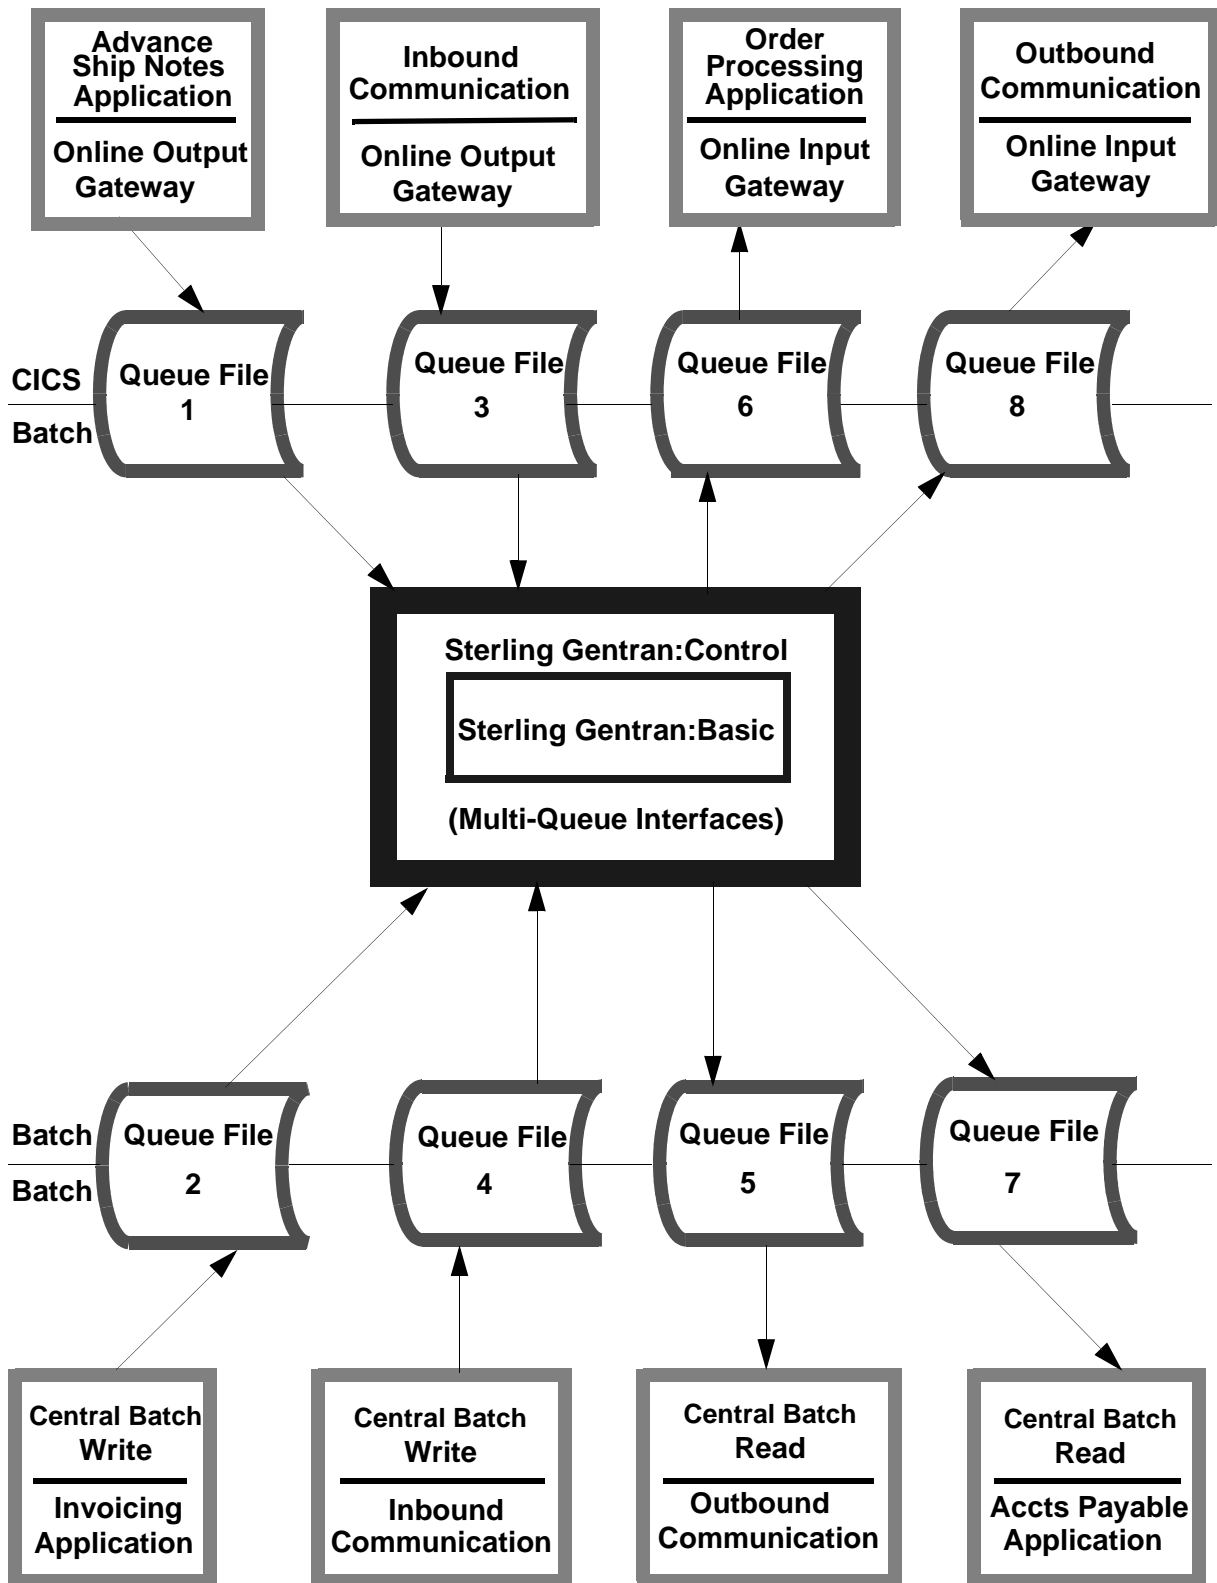 Advance
Ship Notes
Application
Online Output
Gateway
Inbound
Communication
Online Output
Gateway
Order
Processing
Application
Online Input
Gateway
Outbound
Communication
Online Input
Gateway
CICS
Batch
Queue File
1
Queue File
3
Queue File
6
Queue File
8
Sterling Gentran:Control
Sterling Gentran:Basic
(Multi-Queue Interfaces)
Batch
Batch
Queue File
2
Queue File
4
Queue File
5
Queue File
7
Central Batch
Write
Invoicing
Application
Central Batch
Write
Inbound
Communication
Central Batch
Read
Outbound
Communication
Central Batch
Read
Accts Payable
Application